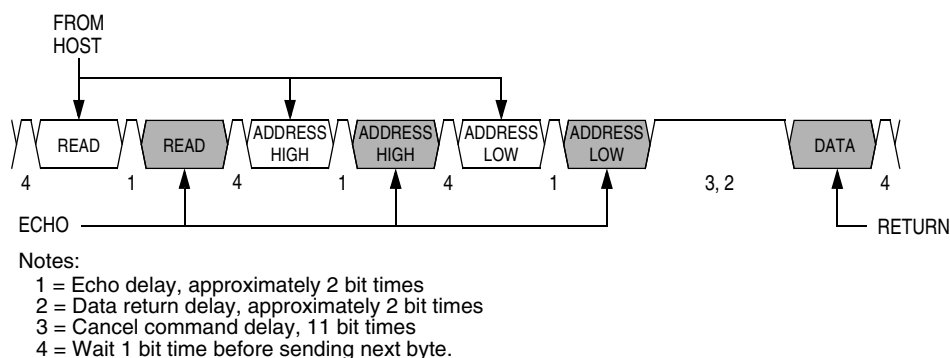 FROM
HOST
READ READ ADDRESS HIGH ADDRESS HIGH ADDRESS LOW ADDRESS LOW DATA
4 1 4 1 4 1 3, 2 4
ECHO RETURN
Notes:
1 = Echo delay, approximately 2 bit times
2 = Data return delay, approximately 2 bit times
3 = Cancel command delay, 11 bit times
4 = Wait 1 bit time before sending next byte.